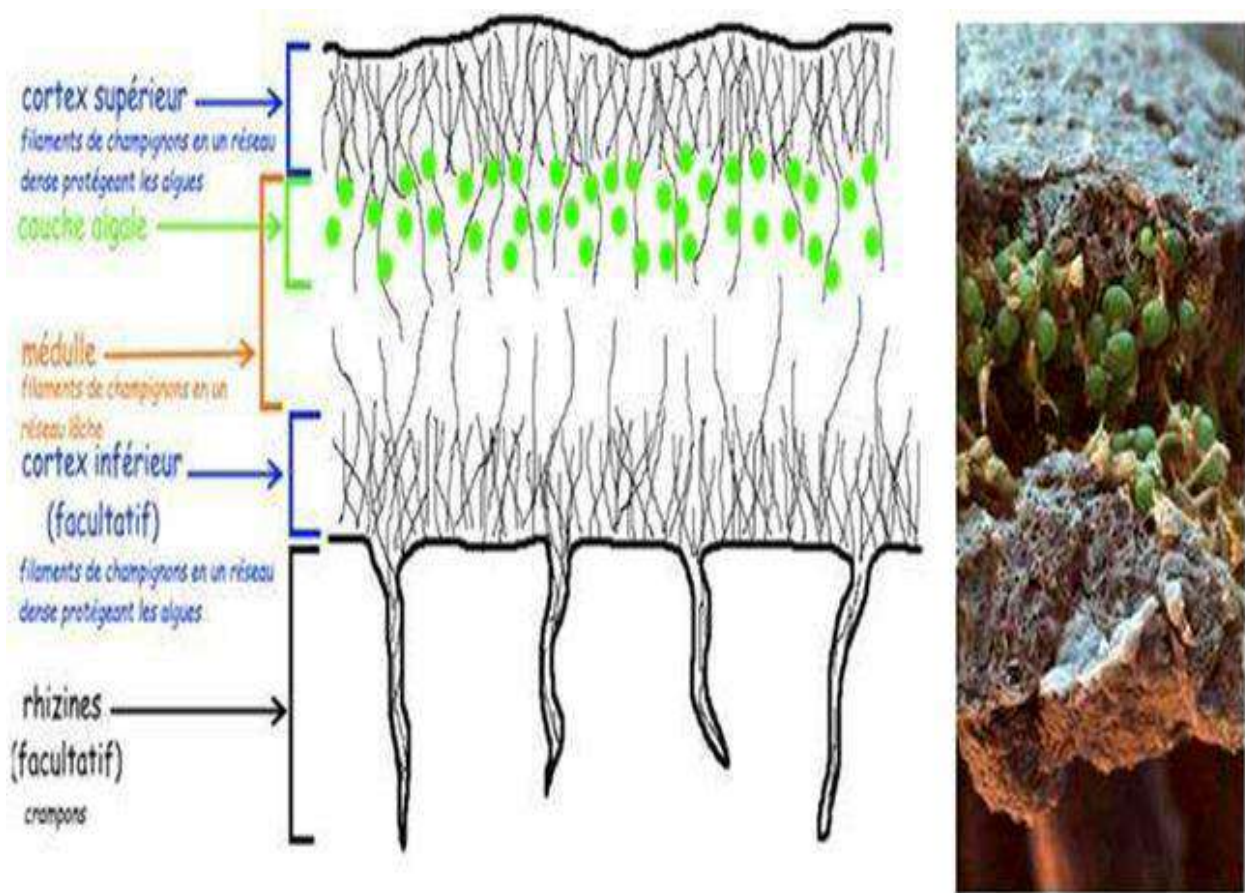 cortex supérieur
filaments de champignons en un réseau
dense protégeant les algues
couche algale
médulle
filaments de champignons en un
réseau lâche
cortex inférieur
(facultatif)
filaments de champignons en un réseau
dense protégeant les algues
rhizines
(facultatif)
crampons